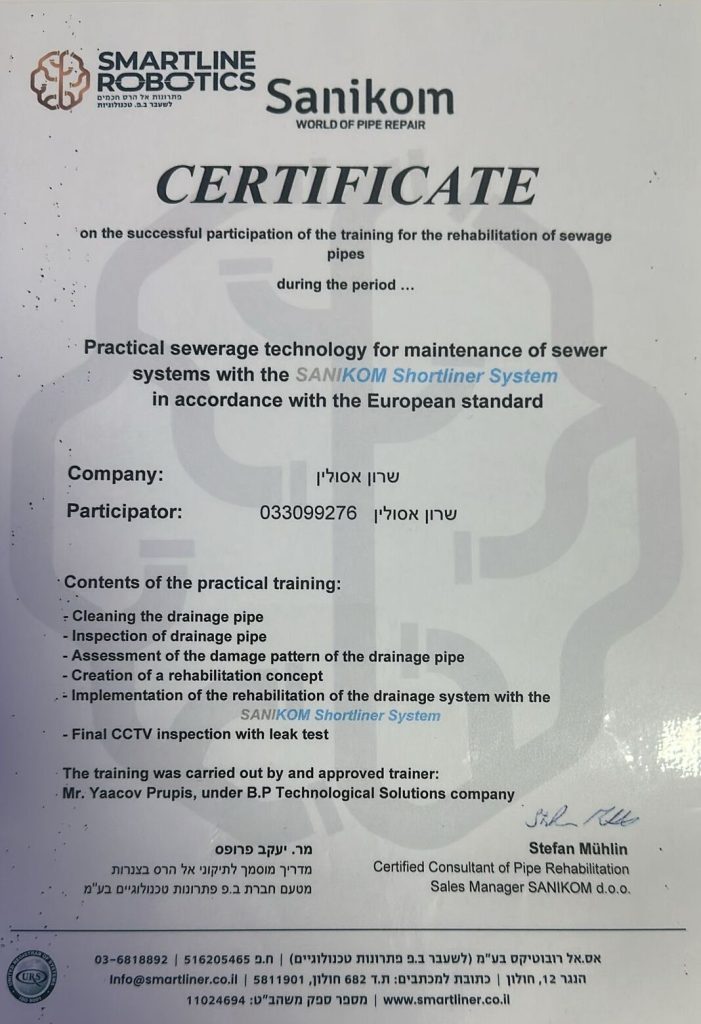 SMARTLINE
ROBOTICS
פתרונות אל הרס חכמים
לשעבר ב.פ. טכנולוגיות
Sanikom
WORLD OF PIPE REPAIR
CERTIFICATE
on the successful participation of the training for the rehabilitation of sewage
pipes
during the period ...
Practical sewerage technology for maintenance of sewer
systems with the SANIKOM Shortliner System
in accordance with the European standard
Company: שרון אסולין
Participator: שרון אסולין 033099276
Contents of the practical training:
- Cleaning the drainage pipe
- Inspection of drainage pipe
- Assessment of the damage pattern of the drainage pipe
- Creation of a rehabilitation concept
- Implementation of the rehabilitation of the drainage system with the
SANIKOM Shortliner System
- Final CCTV inspection with leak test
The training was carried out by and approved trainer:
Mr. Yaacov Prupis, under B.P Technological Solutions company
מר. יעקב פרופס
מדריך מוסמך לתיקוני אל הרס בצנרות
מטעם חברת ב.פ פתרונות טכנולוגיים בע"מ
Stefan Mühlin
Certified Consultant of Pipe Rehabilitation
Sales Manager SANIKOM d.o.o.
אס.אל רובוטיקס בע"מ (לשעבר ב.פ פתרונות טכנולוגיים) | ח.פ 516205465 | 03-6818892
הנגר 12, חולון | כתובת למכתבים: ת.ד 682 חולון, 5811901 | Info@smartliner.co.il
www.smartliner.co.il | מספר ספק משהב"ט: 11024694
URS